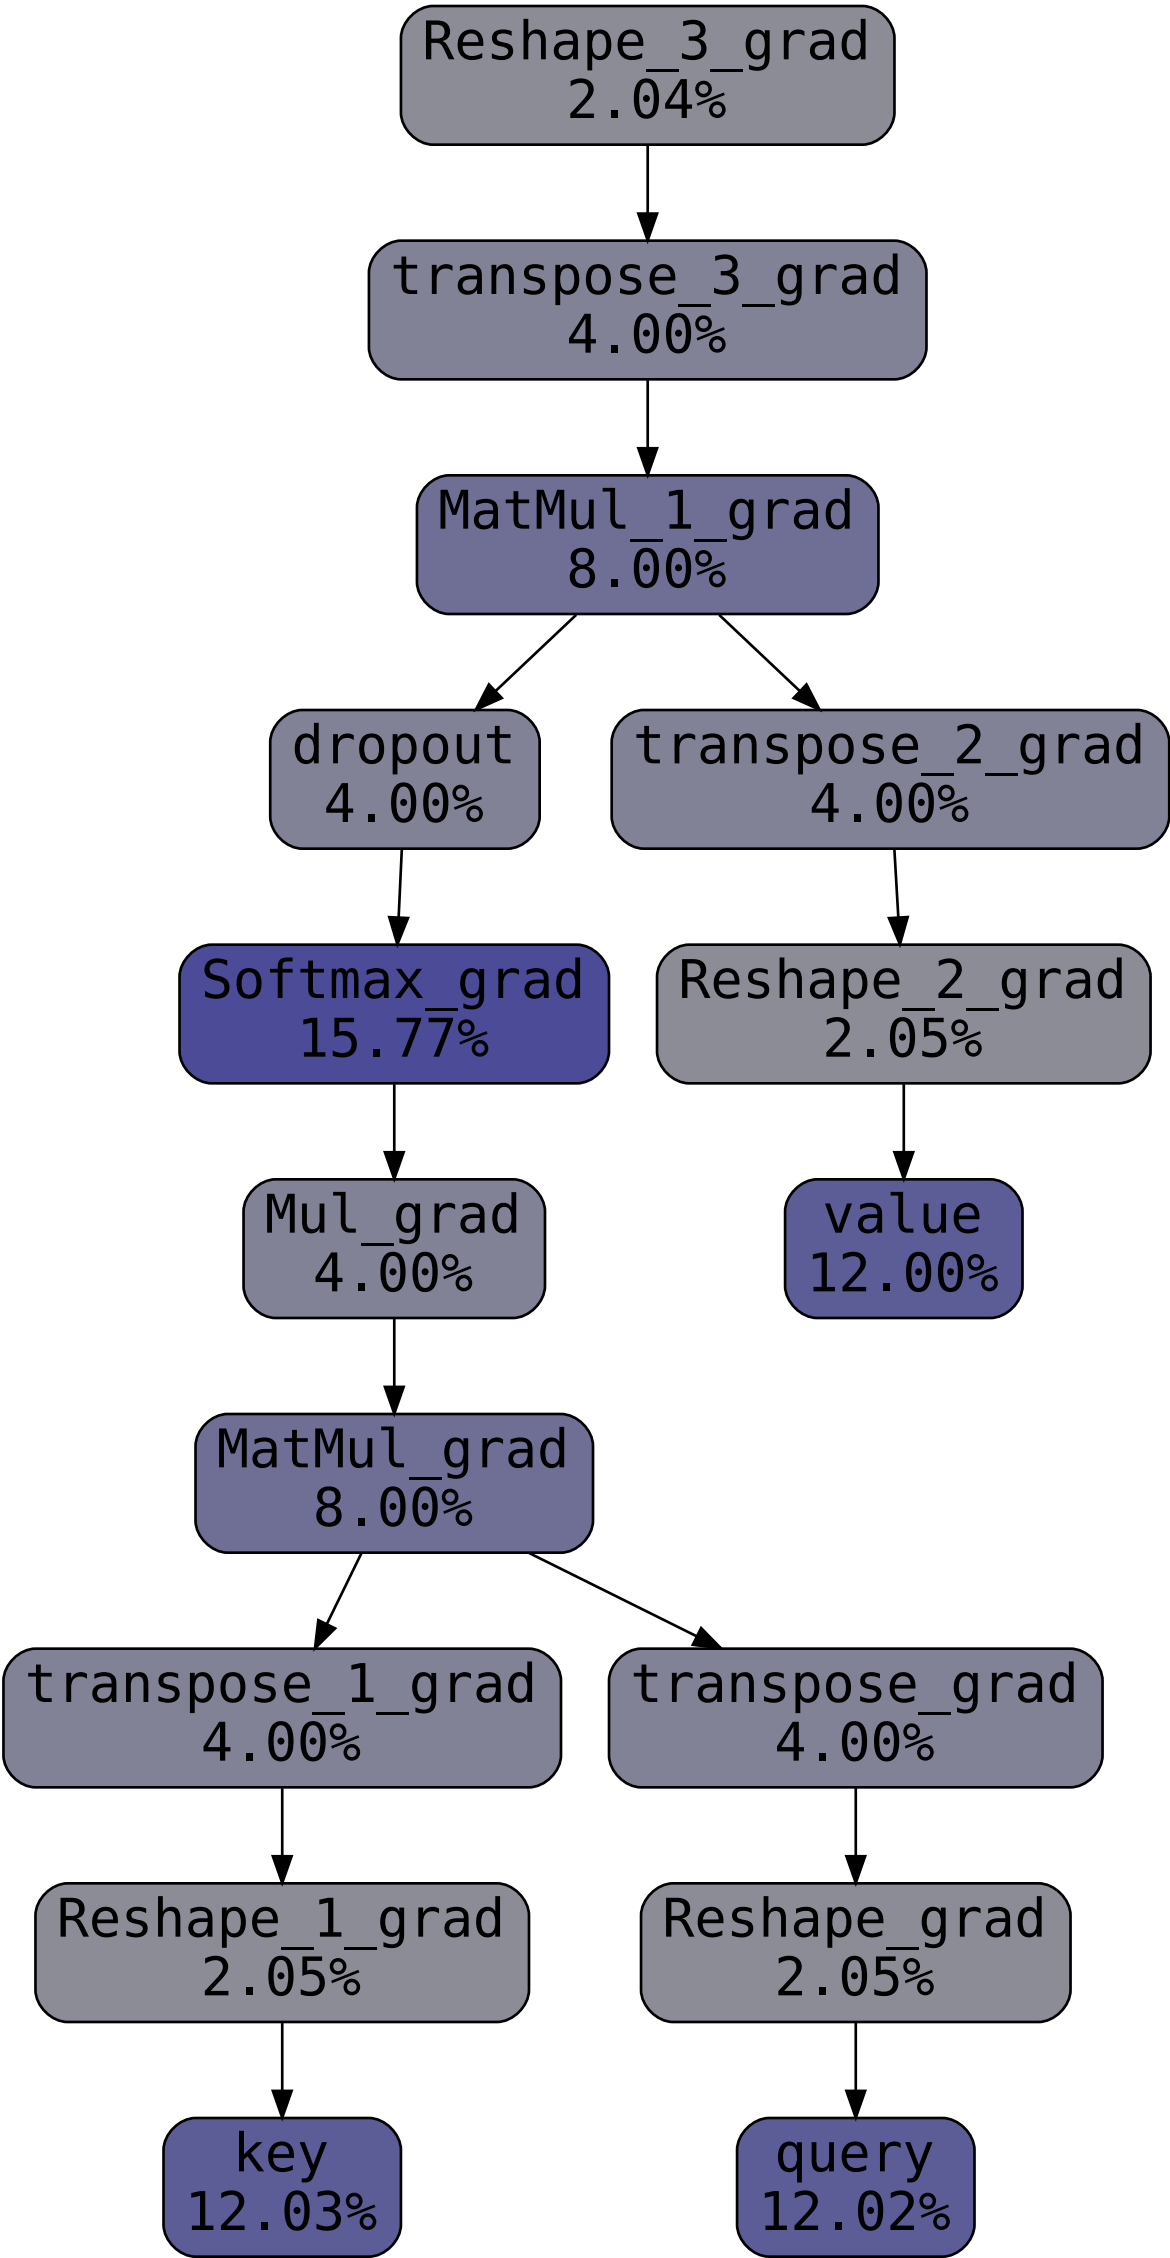 Reshape_3_grad
2.04%
transpose_3_grad
4.00%
MatMul_1_grad
8.00%
dropout
4.00%
transpose_2_grad
4.00%
Softmax_grad
15.77%
Reshape_2_grad
2.05%
Mul_grad
4.00%
value
12.00%
MatMul_grad
8.00%
transpose_1_grad
4.00%
transpose_grad
4.00%
Reshape_1_grad
2.05%
Reshape_grad
2.05%
key
12.03%
query
12.02%